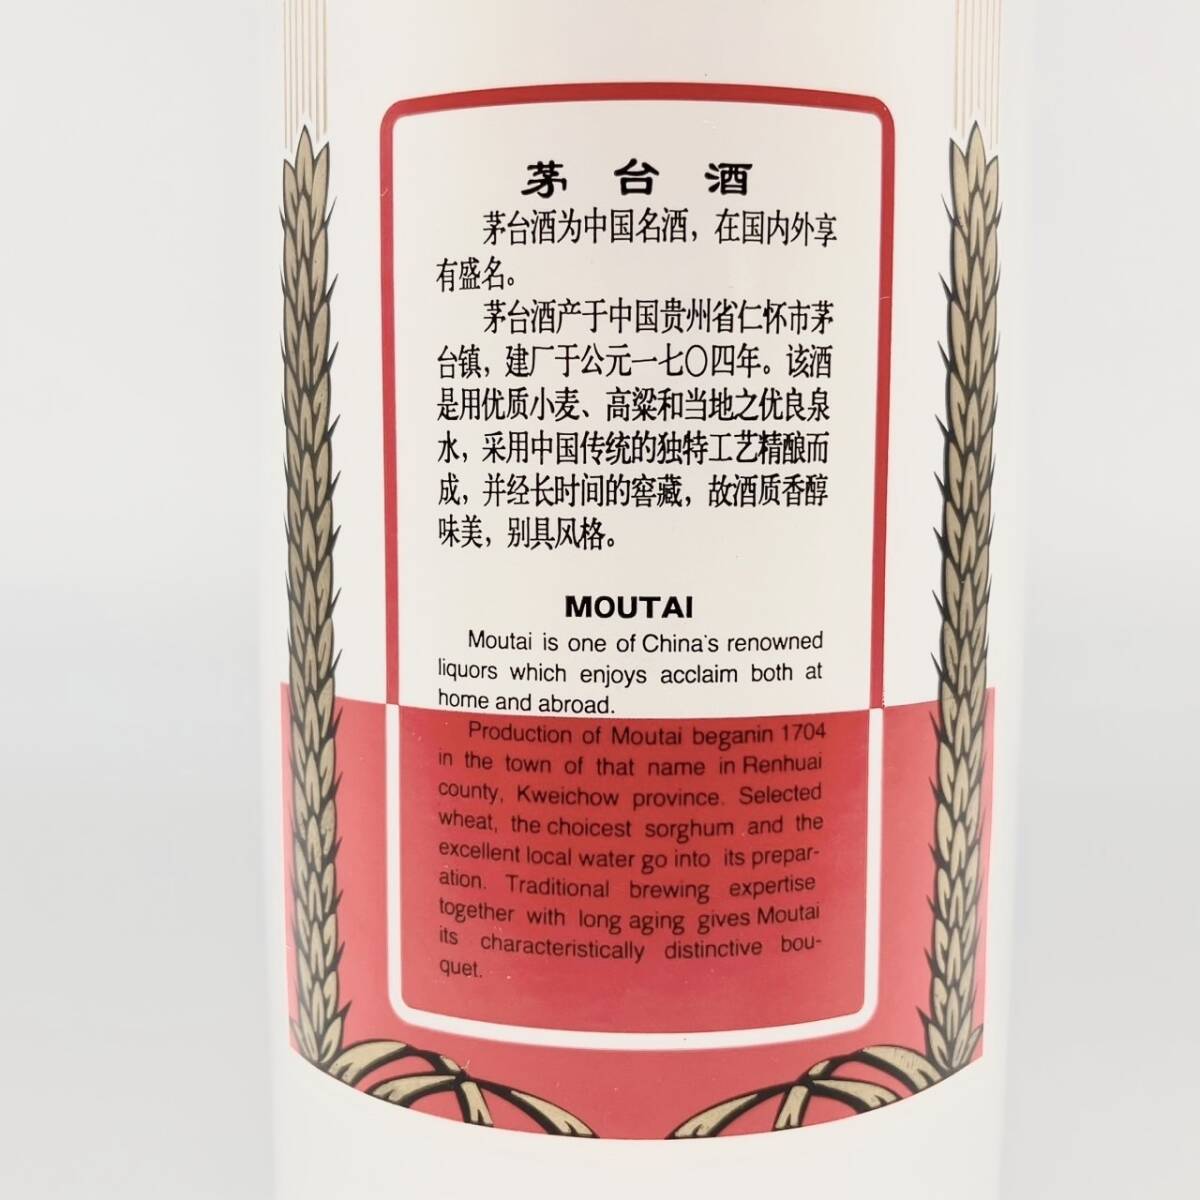 茅台酒
茅台酒为中国名酒，在国内外享
有盛名。
茅台酒产于中国贵州省仁怀市茅
台镇，建厂于公元一七〇四年。该酒
是用优质小麦、高粱和当地之优良泉
水，采用中国传统的独特工艺精酿而
成，并经长时间的窖藏，故酒质香醇
味美，别具风格。
MOUTAI
Moutai is one of China's renowned
liquors which enjoys acclaim both at
home and abroad.
Production of Moutai beganin 1704
in the town of that name in Renhuai
county, Kweichow province. Selected
wheat, the choicest sorghum and the
excellent local water go into its prepar-
ation. Traditional brewing expertise
together with long aging gives Moutai
its characteristically distinctive bou-
quet.